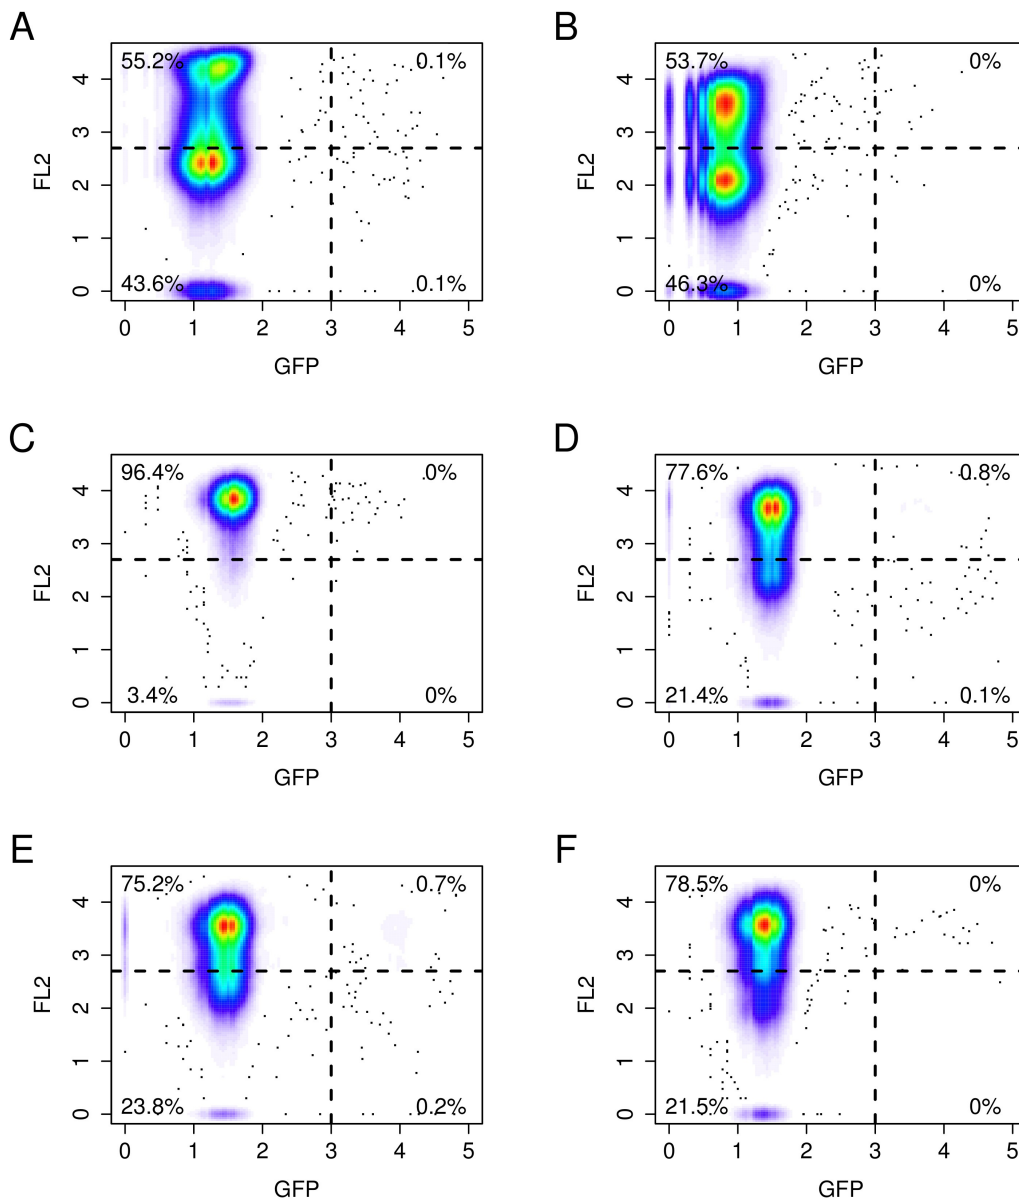 A
B
55.2% 0.1%
53.7% 0%
43.6% 0.1%
46.3% 0%
FL2
0 1 2 3 4
0 1 2 3 4 5
GFP
FL2
0 1 2 3 4
0 1 2 3 4 5
GFP
C
D
96.4% 0%
77.6% 0.8%
3.4% 0%
21.4% 0.1%
FL2
0 1 2 3 4
0 1 2 3 4 5
GFP
FL2
0 1 2 3 4
0 1 2 3 4 5
GFP
E
F
75.2% 0.7%
78.5% 0%
23.8% 0.2%
21.5% 0%
FL2
0 1 2 3 4
0 1 2 3 4 5
GFP
FL2
0 1 2 3 4
0 1 2 3 4 5
GFP